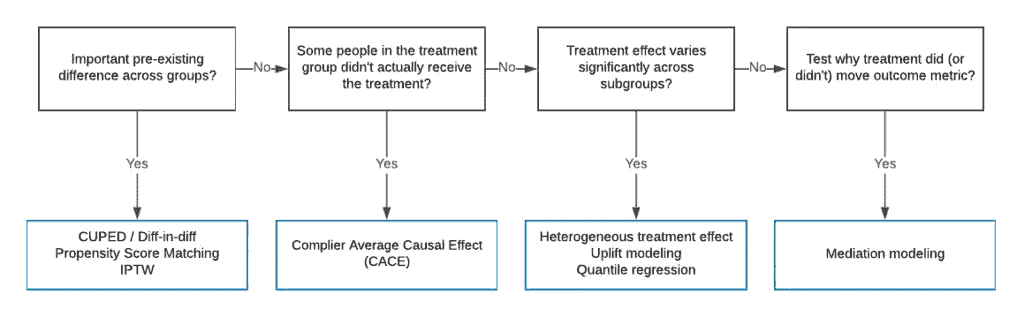 Important pre-existing
difference across groups?
No
Some people in the treatment
group didn't actually receive
the treatment?
No
Treatment effect varies
significantly across
subgroups?
No
Test why treatment did (or
didn't) move outcome metric?
Yes
Yes
Yes
Yes
CUPED / Diff-in-diff
Propensity Score Matching
IPTW
Complier Average Causal Effect
(CACE)
Heterogeneous treatment effect
Uplift modeling
Quantile regression
Mediation modeling